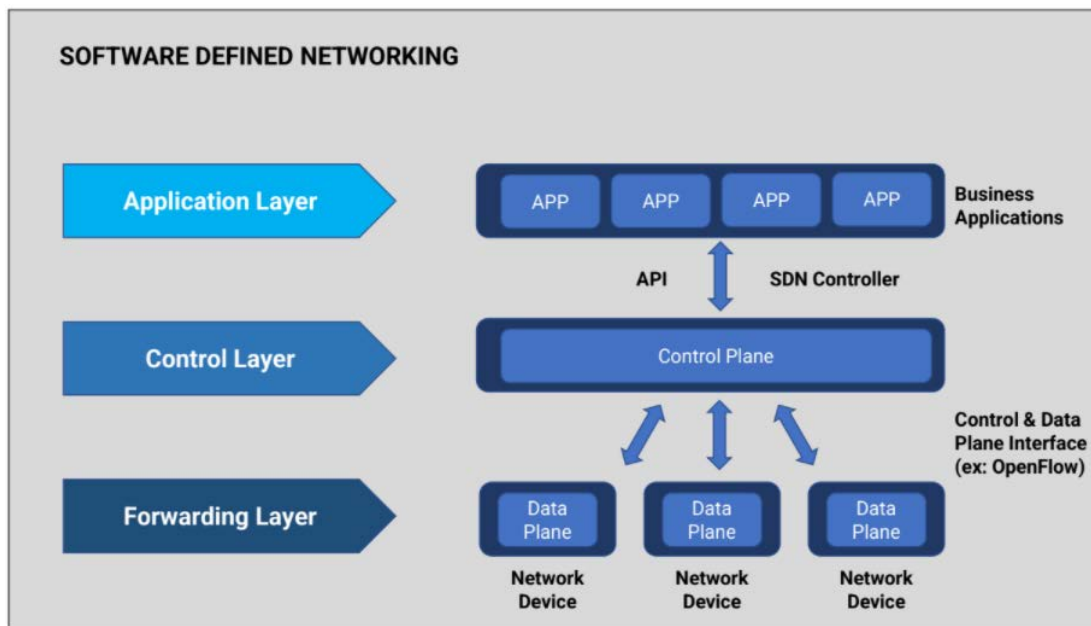 SOFTWARE DEFINED NETWORKING
Application Layer
APP
APP
APP
APP
Business
Applications
API
SDN Controller
Control Layer
Control Plane
Control & Data
Plane Interface
(ex: OpenFlow)
Forwarding Layer
Data
Plane
Data
Plane
Data
Plane
Network
Device
Network
Device
Network
Device